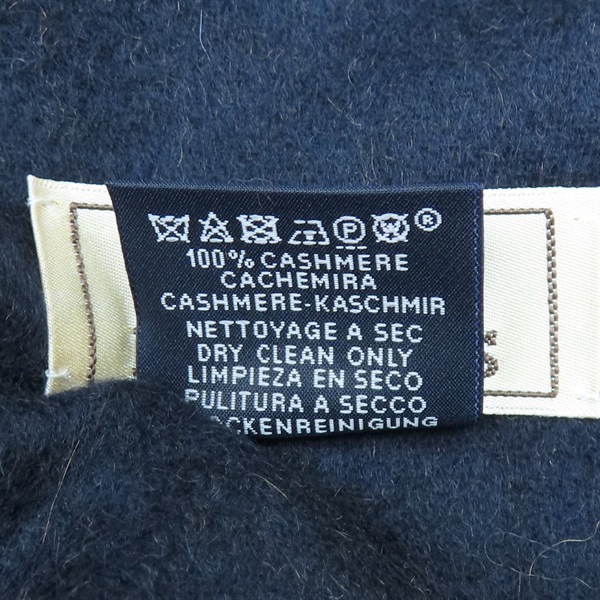 P W ®
100% CASHMERE
CACHEMIRA
CASHMERE-KASCHMIR
NETTOYAGE A SEC
DRY CLEAN ONLY
LIMPIEZA EN SECO
PULITURA A SECCO